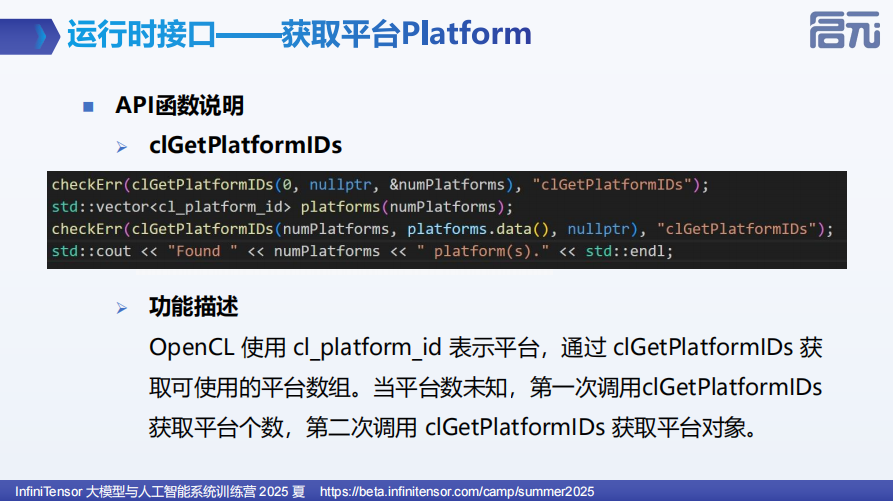 运行时接口——获取平台Platform
启元
API函数说明
clGetPlatformIDs
checkErr(clGetPlatformIDs(0, nullptr, &numPlatforms), "clGetPlatformIDs");
std::vector<cl_platform_id> platforms(numPlatforms);
checkErr(clGetPlatformIDs(numPlatforms, platforms.data(), nullptr), "clGetPlatformIDs");
std::cout << "Found " << numPlatforms << " platform(s)." << std::endl;
功能描述
OpenCL 使用 cl_platform_id 表示平台，通过 clGetPlatformIDs 获
取可使用的平台数组。当平台数未知，第一次调用clGetPlatformIDs
获取平台个数，第二次调用 clGetPlatformIDs 获取平台对象。
InfiniTensor 大模型与人工智能系统训练营 2025 夏 https://beta.infinitensor.com/camp/summer2025